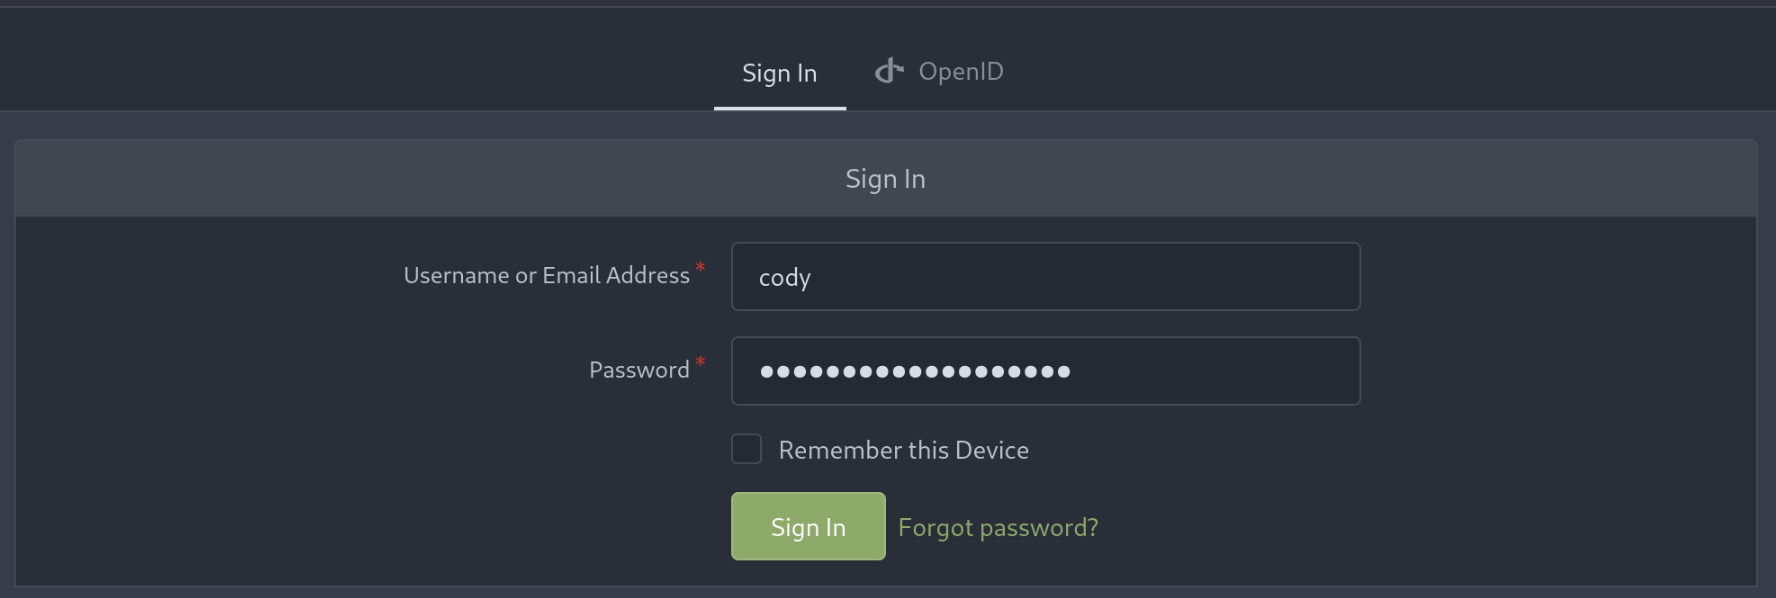 Sign In OpenID
Sign In
Username or Email Address *
cody
Password *
●●●●●●●●●●●●●●●●●●●
Remember this Device
Sign In Forgot password?